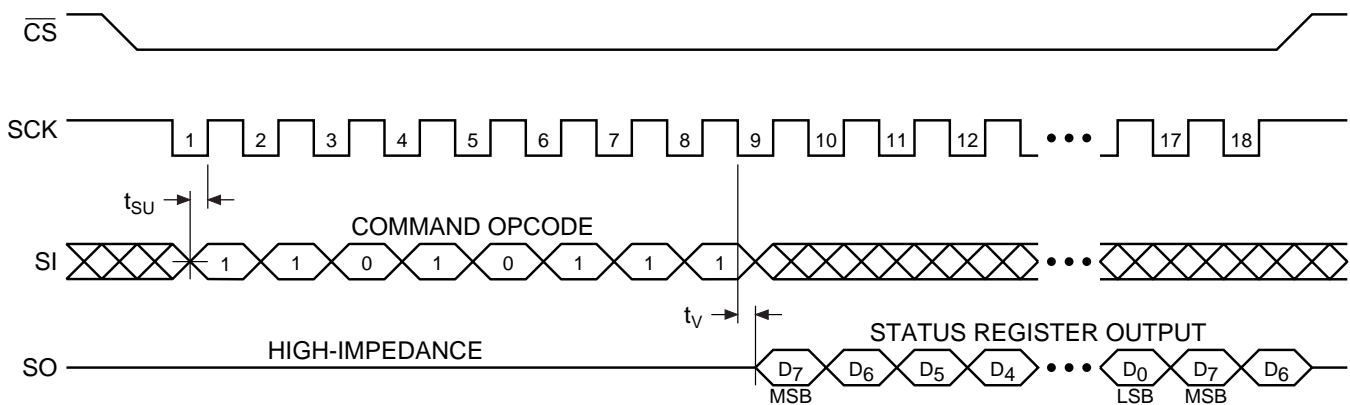 CS
SCK 1 2 3 4 5 6 7 8 9 10 11 12 ••• 17 18
tSU
COMMAND OPCODE
SI 1 1 0 1 0 1 1 1 •••
tV
HIGH-IMPEDANCE
STATUS REGISTER OUTPUT
SO D7 D6 D5 D4 ••• D0 D7 D6
MSB LSB MSB